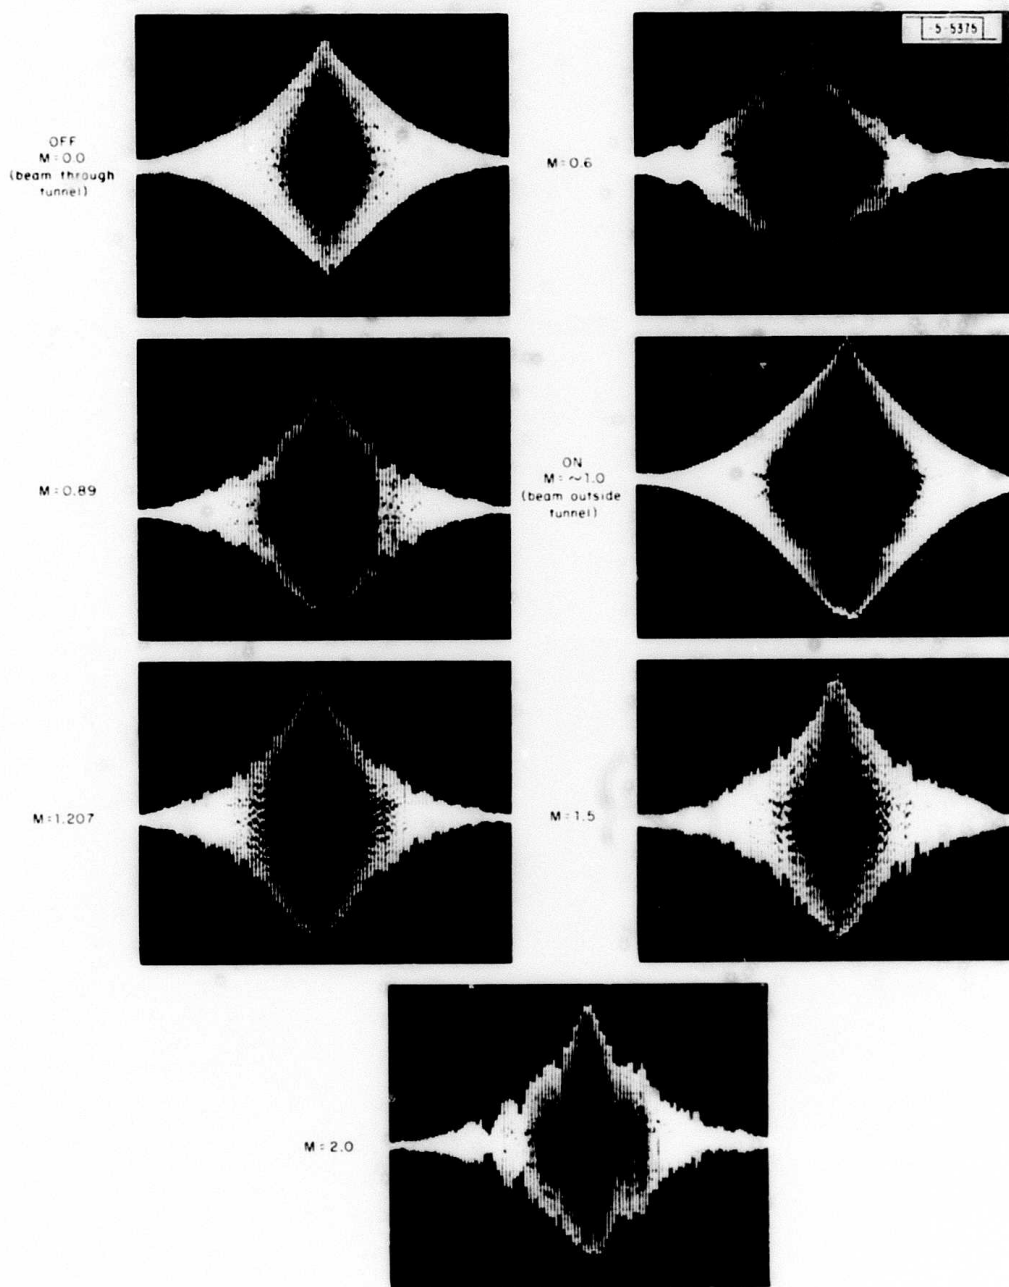 -5-5375
OFF
M=0.0
(beam through
tunnel)
M=0.6
M=0.89
ON
M=~1.0
(beam outside
tunnel)
M=1.207
M=1.5
M=2.0